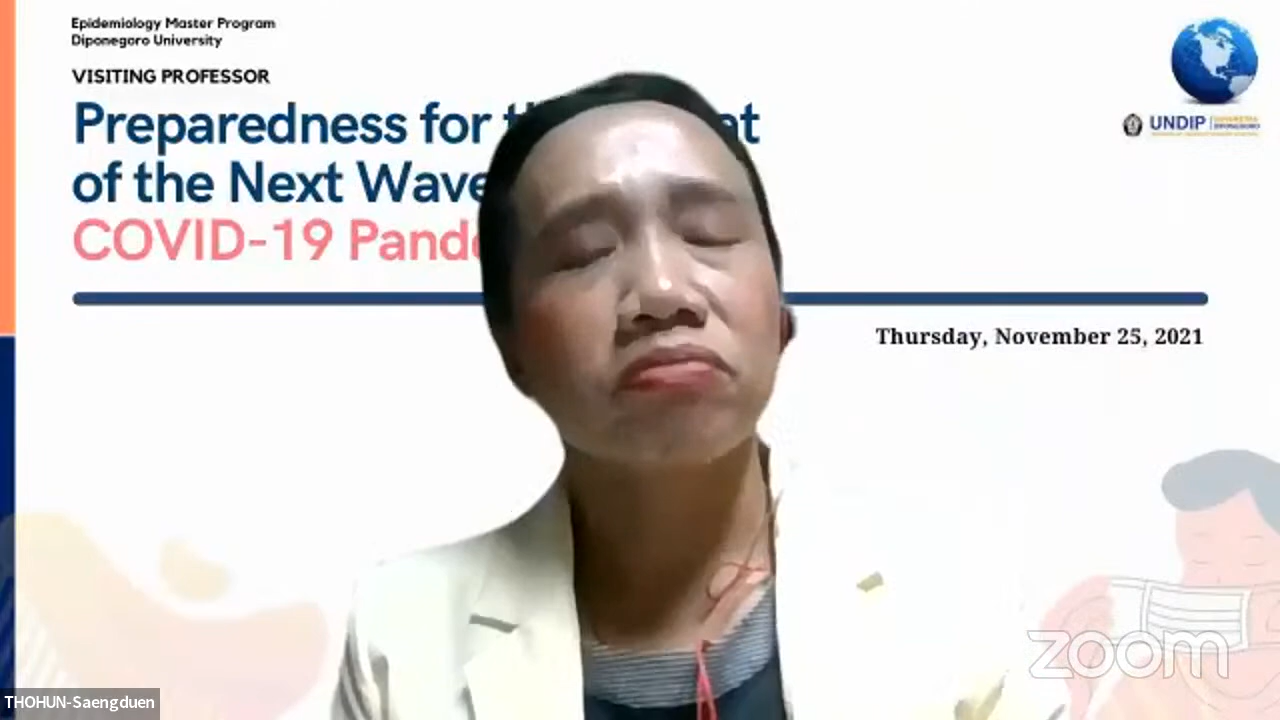 Epidemiology Master Program
Diponegoro University
VISITING PROFESSOR
Preparedness for
of the Next Wave
COVID-19
UNDIP
Thursday, November 25, 2021
zoom
THOHUN-Saengduen